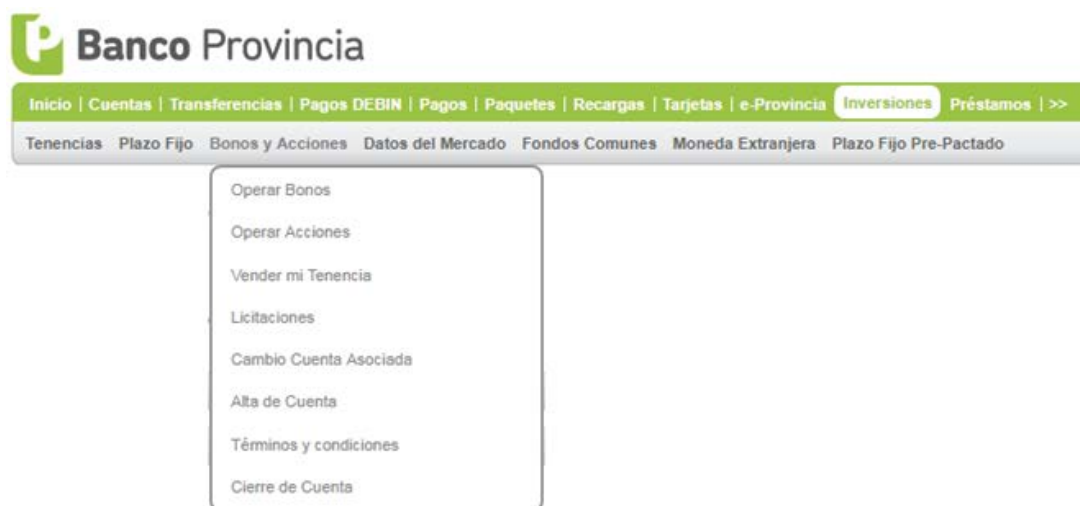 Banco Provincia
Inicio | Cuentas | Transferencias | Pagos DEBIN | Pagos | Paquetes | Recargas | Tarjetas | e-Provincia Inversiones Préstamos | >>
Tenencias Plazo Fijo Bonos y Acciones Datos del Mercado Fondos Comunes Moneda Extranjera Plazo Fijo Pre-Pactado
Operar Bonos
Operar Acciones
Vender mi Tenencia
Licitaciones
Cambio Cuenta Asociada
Alta de Cuenta
Términos y condiciones
Cierre de Cuenta